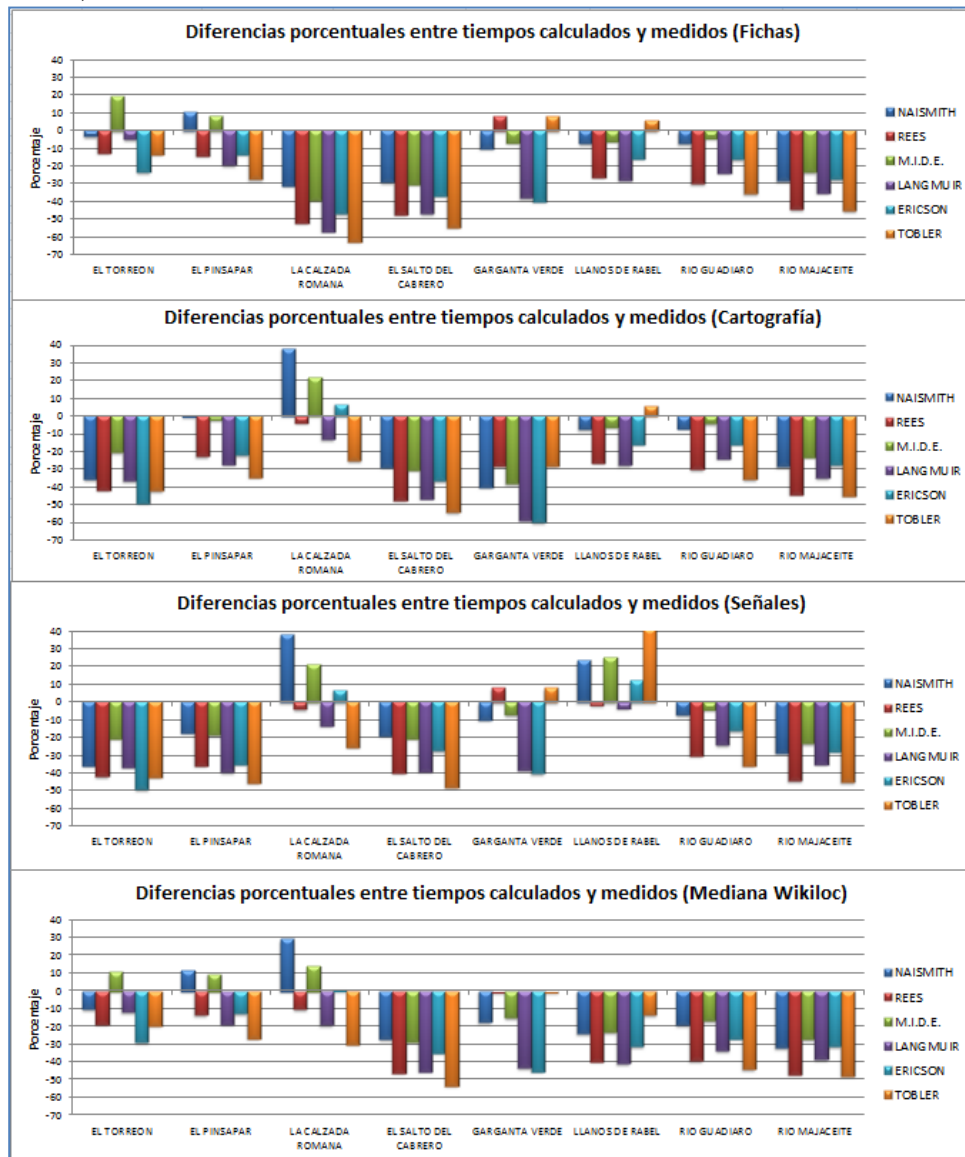 Diferencias porcentuales entre tiempos calculados y medidos (Fichas)
Porcentaje
40
30
20
10
0
-10
-20
-30
-40
-50
-60
-70
EL TORREON
EL PINSAPAR
LA CALZADA
ROMANA
EL SALTO DEL
CABRERO
GARGANTA VERDE
LLANOS DE RABEL
RIO GUADIARO
RIO MAJACEITE
NAISMITH
REES
M.I.D.E.
LANGMUIR
ERICSON
TOBLER
Diferencias porcentuales entre tiempos calculados y medidos (Cartografía)
Porcentaje
40
30
20
10
0
-10
-20
-30
-40
-50
-60
-70
EL TORREON
EL PINSAPAR
LA CALZADA
ROMANA
EL SALTO DEL
CABRERO
GARGANTA VERDE
LLANOS DE RABEL
RIO GUADIARO
RIO MAJACEITE
NAISMITH
REES
M.I.D.E.
LANGMUIR
ERICSON
TOBLER
Diferencias porcentuales entre tiempos calculados y medidos (Señales)
Porcentaje
40
30
20
10
0
-10
-20
-30
-40
-50
-60
-70
EL TORREON
EL PINSAPAR
LA CALZADA
ROMANA
EL SALTO DEL
CABRERO
GARGANTA VERDE
LLANOS DE RABEL
RIO GUADIARO
RIO MAJACEITE
NAISMITH
REES
M.I.D.E.
LANGMUIR
ERICSON
TOBLER
Diferencias porcentuales entre tiempos calculados y medidos (Mediana Wikiloc)
Porcentaje
40
30
20
10
0
-10
-20
-30
-40
-50
-60
-70
EL TORREON
EL PINSAPAR
LA CALZADA
ROMANA
EL SALTO DEL
CABRERO
GARGANTA VERDE
LLANOS DE RABEL
RIO GUADIARO
RIO MAJACEITE
NAISMITH
REES
M.I.D.E.
LANGMUIR
ERICSON
TOBLER